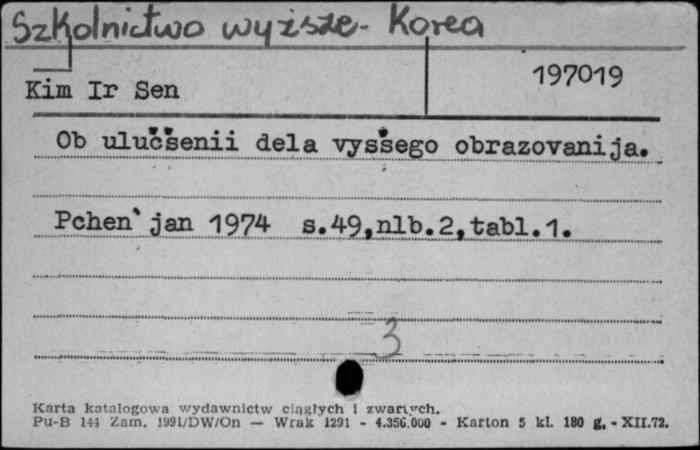 Szkolnictwo wyższe - Korea
197019
Kim Ir Sen
Ob ulučšenii dela vysšego obrazovanija.
Pchen`jan 1974 s.49,nlb.2,tabl.1.
3
Karta katalogowa wydawnictw ciągłych i zwartych.
Pu-B 144 Zam. 1991/DW/On — Wrak 1291 - 4.356.000 - Karton 5 kl. 180 g. - XII.72.